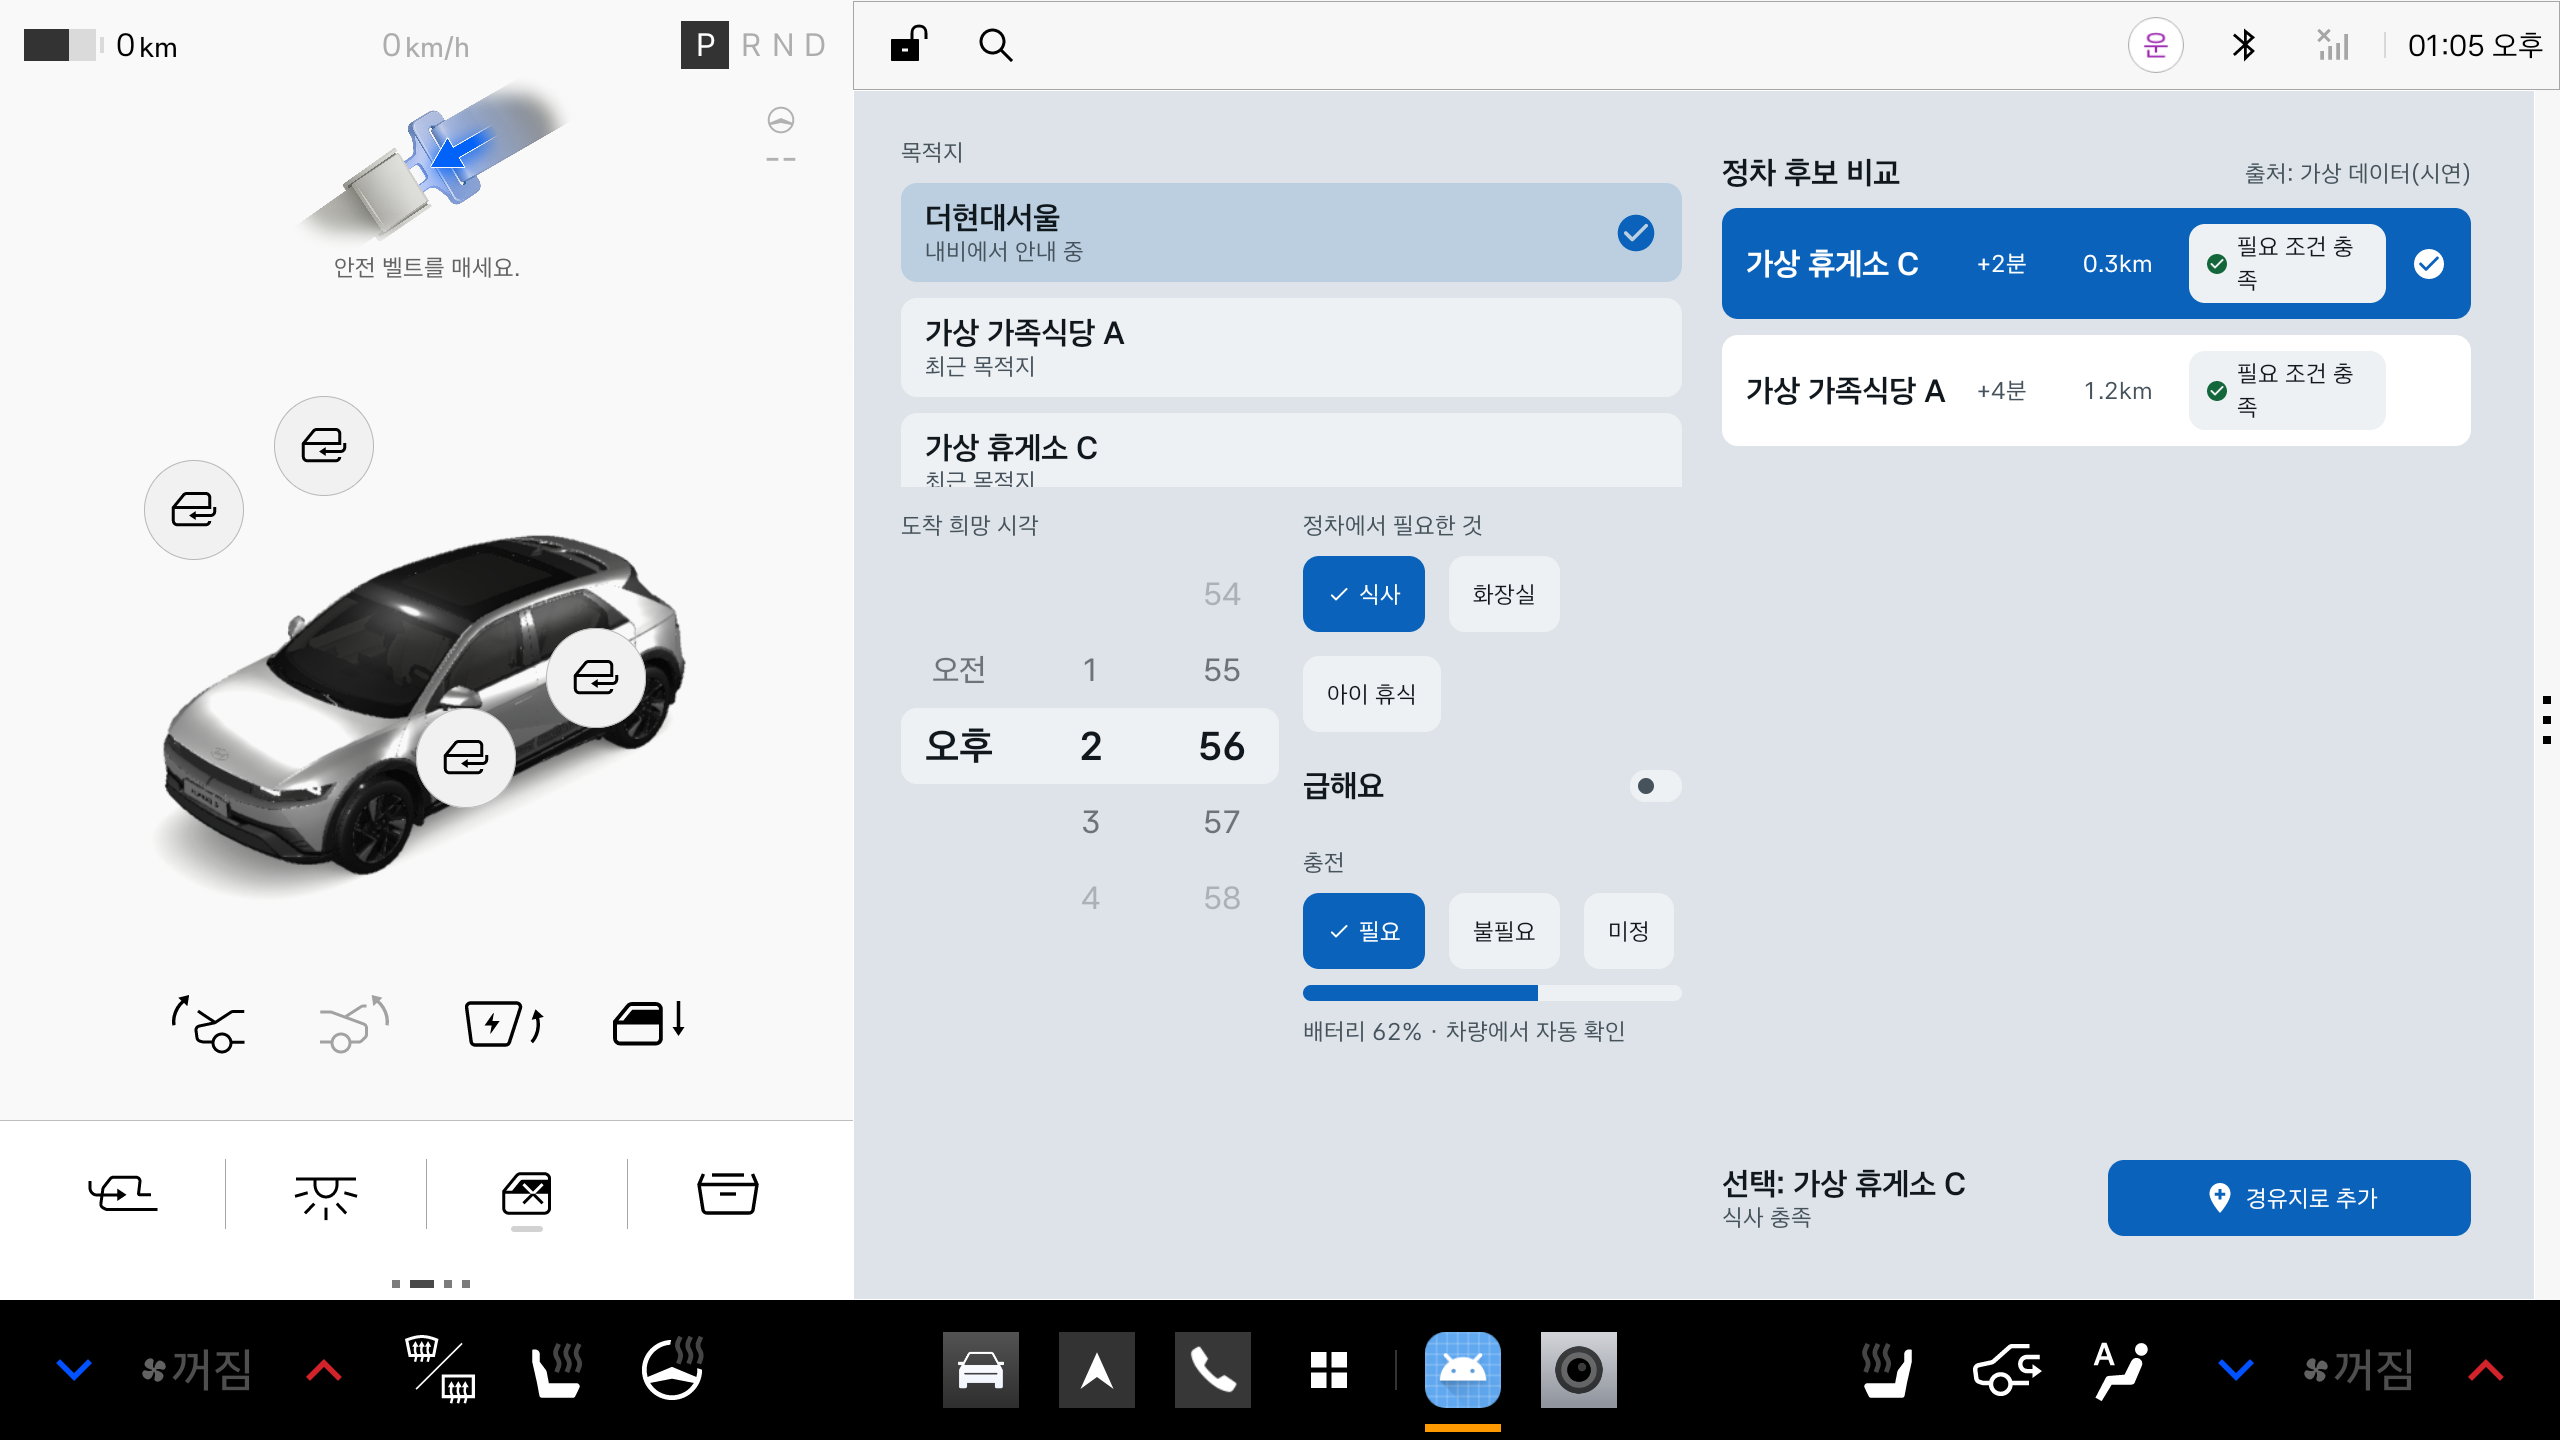 0 km
0 km/h
P R N D
01:05 오후
운
안전 벨트를 매세요.
목적지
더현대서울
내비에서 안내 중
가상 가족식당 A
최근 목적지
가상 휴게소 C
최근 목적지
도착 희망 시각
54
오전 1 55
오후 2 56
3 57
4 58
정차에서 필요한 것
식사
화장실
아이 휴식
급해요
충전
필요
불필요
미정
배터리 62% · 차량에서 자동 확인
정차 후보 비교
출처: 가상 데이터(시연)
가상 휴게소 C +2분 0.3km
필요 조건 충
족
가상 가족식당 A +4분 1.2km
필요 조건 충
족
선택: 가상 휴게소 C
식사 충족
경유지로 추가
꺼짐
A
꺼짐